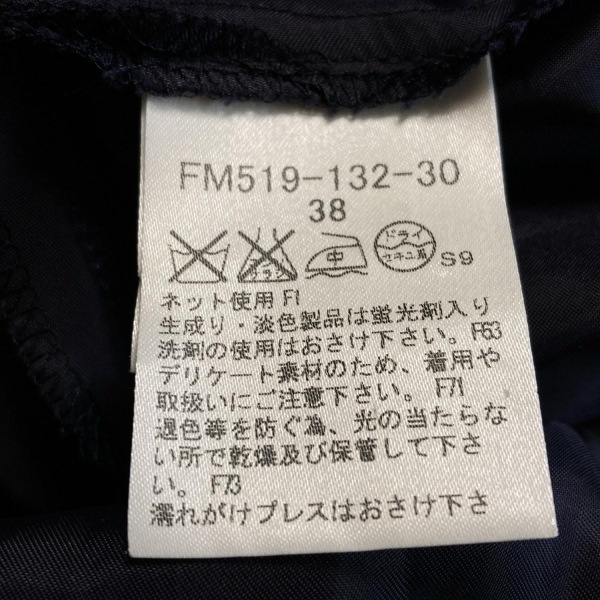 FM519-132-30
38
中 ドライ セキユ系 S9
ネット使用 F1
生成り・淡色製品は蛍光剤入り
洗剤の使用はおさけ下さい。F63
デリケート素材のため、着用や
取扱いにご注意下さい。 F71
退色等を防ぐ為、光の当たらな
い所で乾燥及び保管して下さ
い。 F73
濡れがけプレスはおさけ下さ